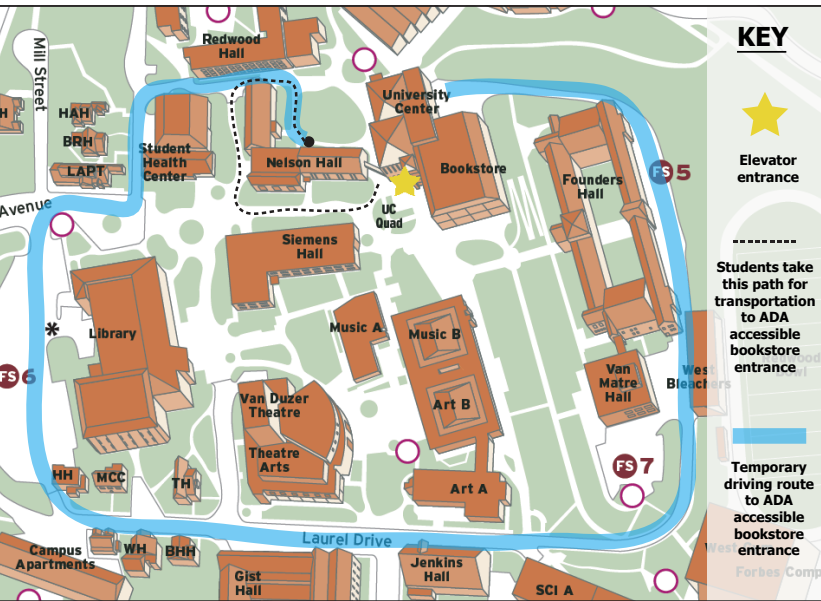 Redwood
Hall
Mill Street
H
HAH
BRH
LAPT
Avenue
Student
Health
Center
Nelson Hall
University
Center
Bookstore
UC
Quad
Founders
Hall
FS 5
Siemens
Hall
Library
*
FS 6
Music A
Music B
Art B
Art A
Van
Matre
Hall
West
Bleachers
Redwood
Bowl
Van Duzer
Theatre
Theatre
Arts
HH
MCC
TH
FS 7
Laurel Drive
Campus
Apartments
WH
BHH
Gist
Hall
Jenkins
Hall
SCI A
Forbes Comp
KEY
Elevator
entrance
Students take
this path for
transportation
to ADA
accessible
bookstore
entrance
Temporary
driving route
to ADA
accessible
bookstore
entrance